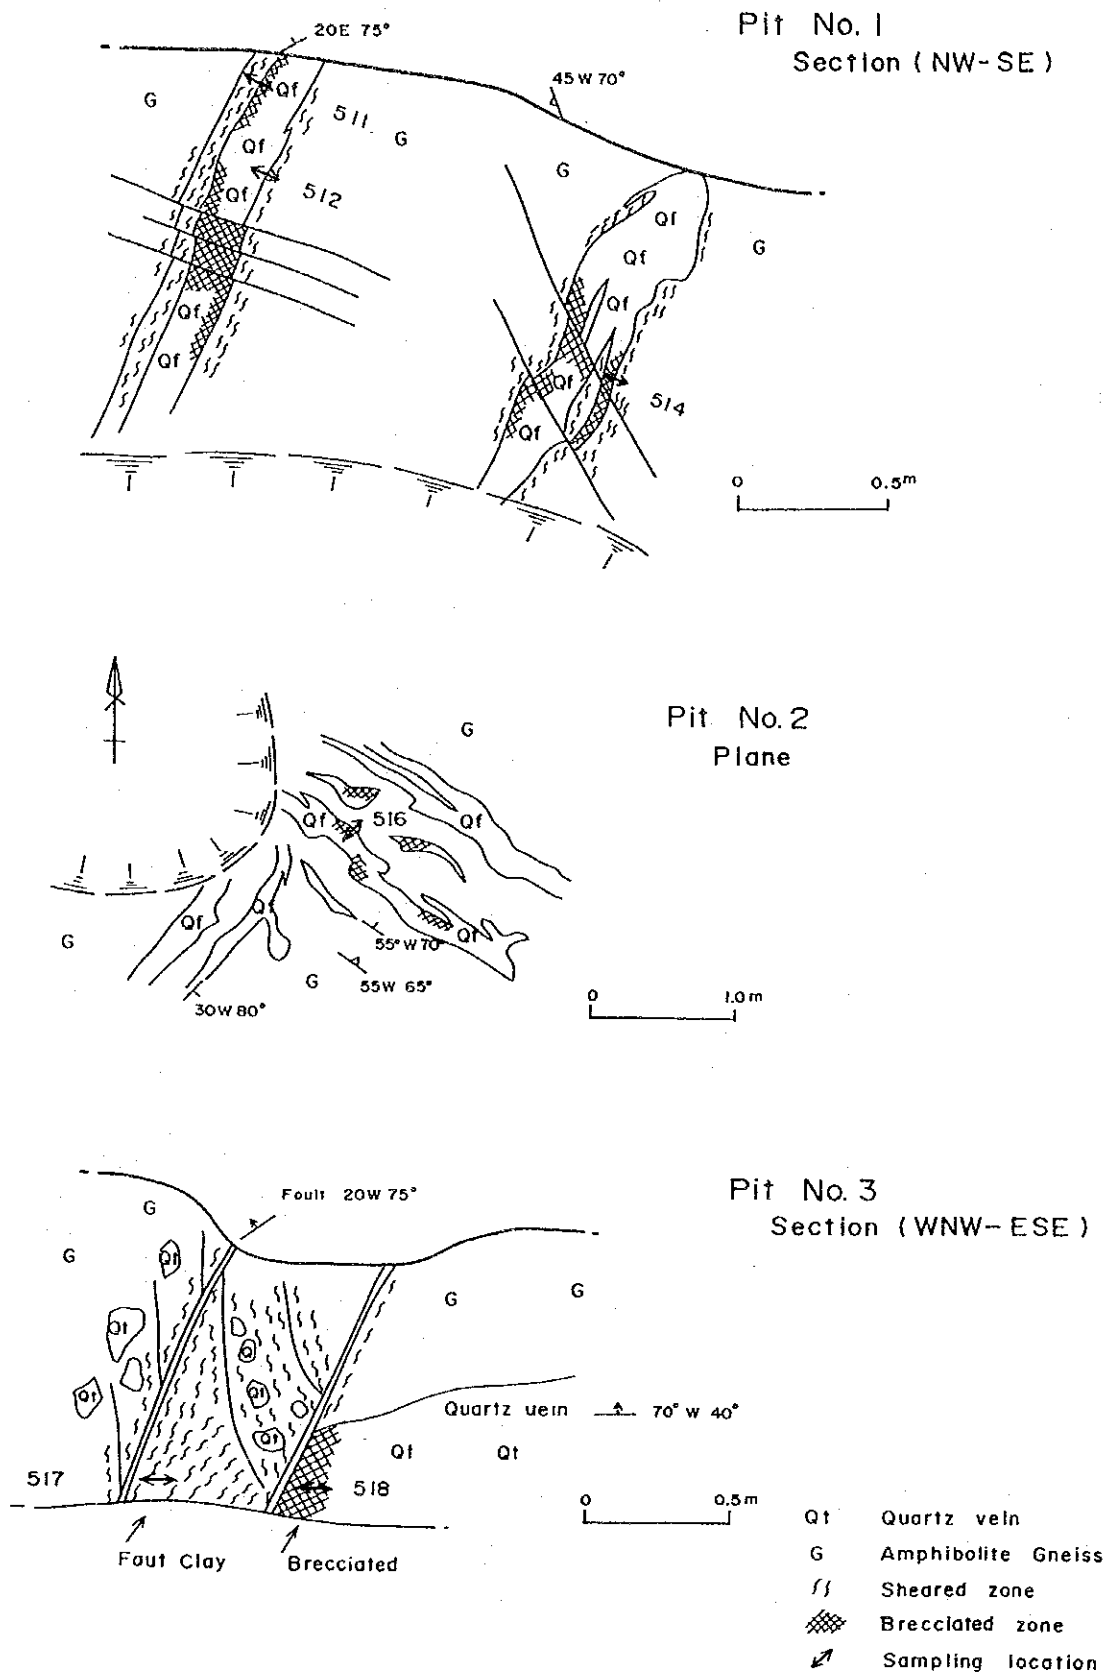 Pit No. 1
Section (NW-SE)
20E 75°
45W 70°
G
Qf
511
G
Qf
512
G
Qf
Qf
G
Qf
Qf
Qf
Qf
Qf
514
Qf
0 0.5m
Pit No. 2
Plane
G
Qf
516
Qf
Qf
Qf
Qf
G
55° W 70°
G
55W 65°
30W 80°
0 1.0m
Pit No. 3
Section (WNW-ESE)
Foult 20W 75°
G
G
Qt
G
G
Qt
Q
Qt
Qt
Quartz uein 70° W 40°
Qt
Qt
Qt
517
518
0 0.5m
Faut Clay
Brecciated
Qt Quartz vein
G Amphibolite Gneiss
Sheared zone
Brecciated zone
Sampling location